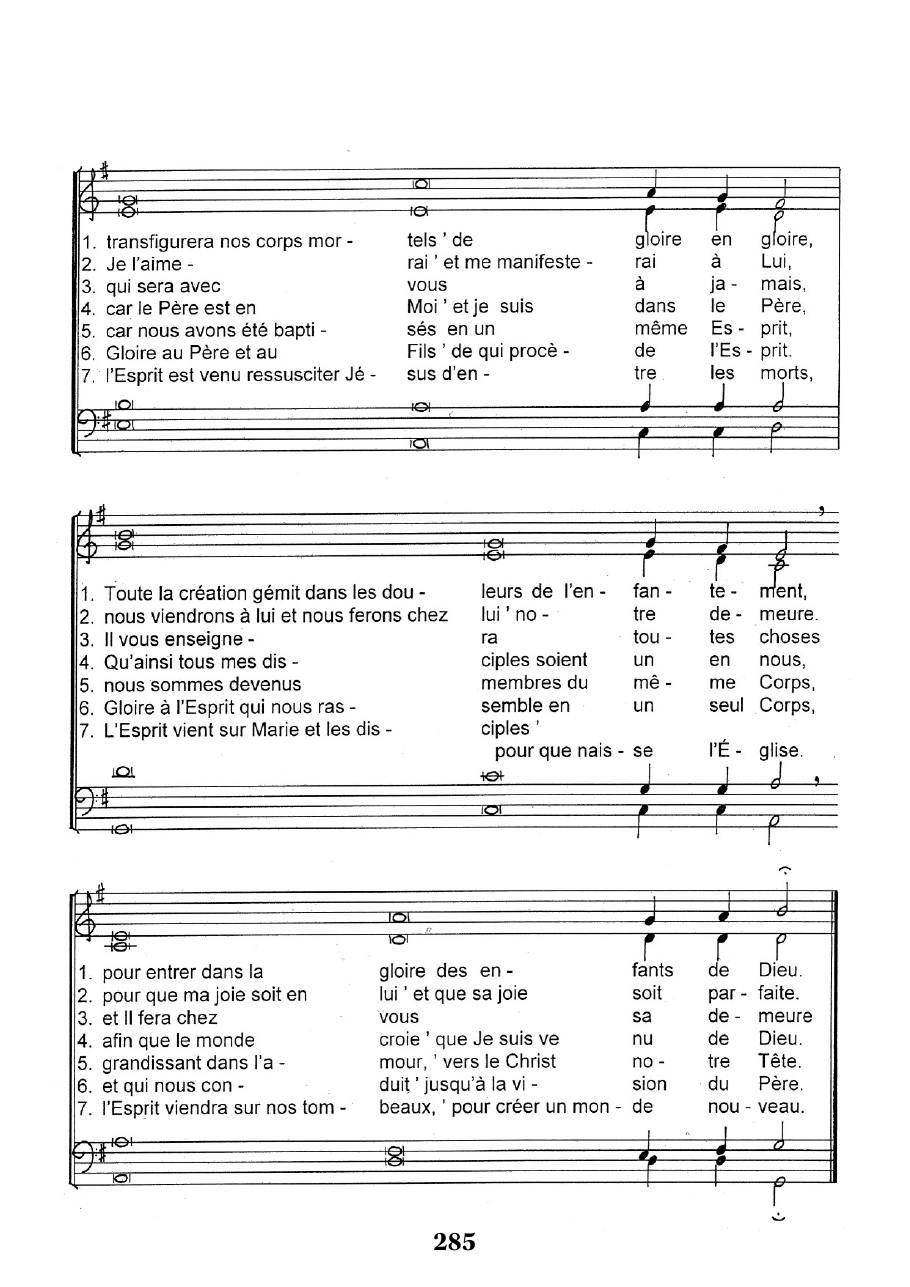 1. transfigurera nos corps mor - tels ' de gloire en gloire,
2. Je l'aime - rai ' et me manifeste - rai à Lui,
3. qui sera avec vous à ja - mais,
4. car le Père est en Moi ' et je suis dans le Père,
5. car nous avons été bapti - sés en un même Es - prit,
6. Gloire au Père et au Fils ' de qui procè - de l'Es - prit.
7. l'Esprit est venu ressusciter Jé - sus d'en - tre les morts,
1. Toute la création gémit dans les dou - leurs de l'en - fan - te - ment,
2. nous viendrons à lui et nous ferons chez lui ' no - tre de - meure.
3. Il vous enseigne - ra tou - tes choses
4. Qu'ainsi tous mes dis - ciples soient un en nous,
5. nous sommes devenus membres du mê - me Corps,
6. Gloire à l'Esprit qui nous ras - semble en un seul Corps,
7. L'Esprit vient sur Marie et les dis - ciples '
pour que nais - se l'É - glise.
1. pour entrer dans la gloire des en - fants de Dieu.
2. pour que ma joie soit en lui ' et que sa joie soit par - faite.
3. et Il fera chez vous sa de - meure
4. afin que le monde croie ' que Je suis ve nu de Dieu.
5. grandissant dans l'a - mour, ' vers le Christ no - tre Tête.
6. et qui nous con - duit ' jusqu'à la vi - sion du Père.
7. l'Esprit viendra sur nos tom - beaux, ' pour créer un mon - de nou - veau.
285